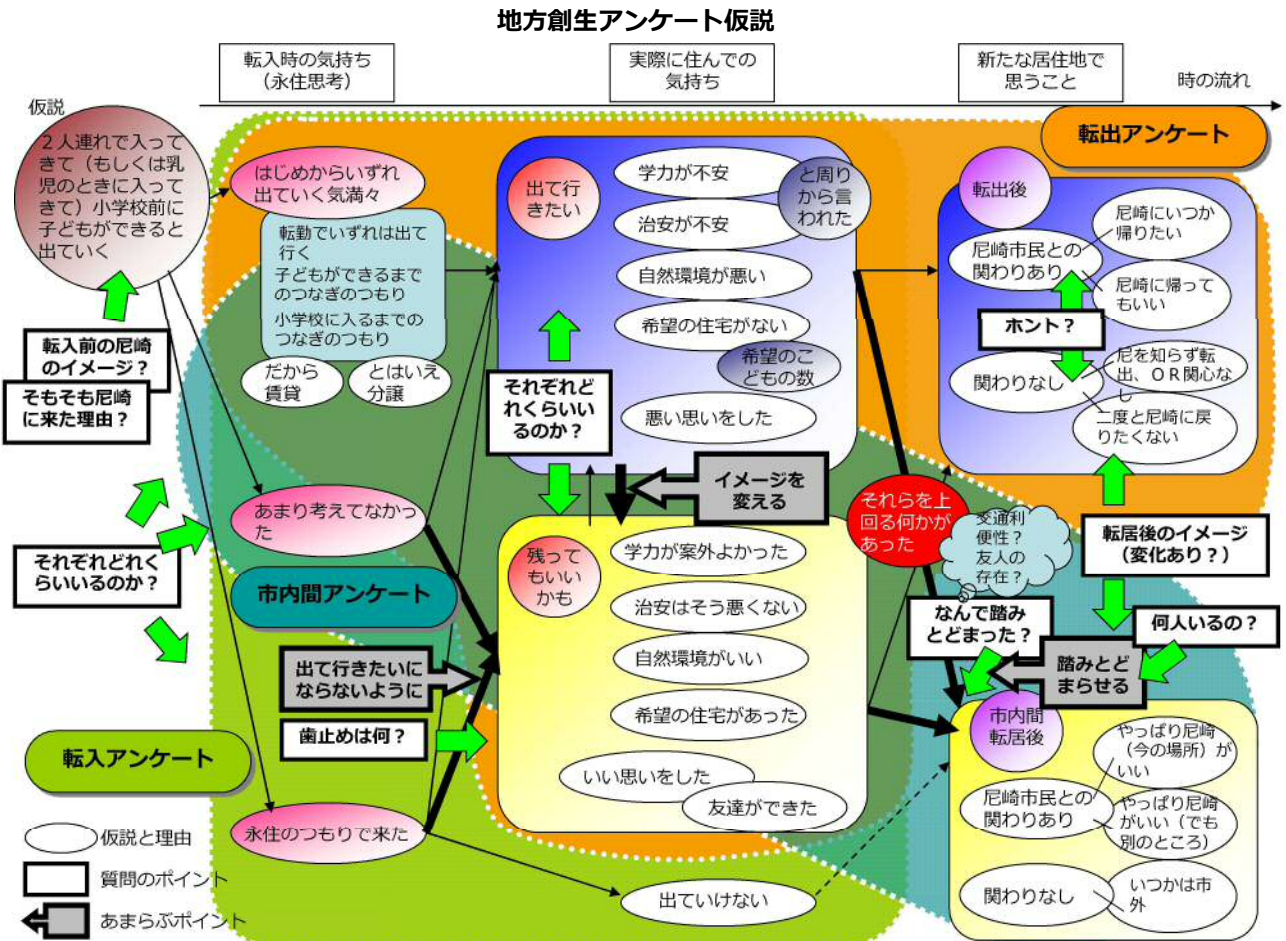 地方創生アンケート仮説
転入時の気持ち
（永住思考）
実際に住んでの
気持ち
新たな居住地で
思うこと
時の流れ
仮説
２人連れで入って
きて（もしくは乳
児のときに入って
きて）小学校前に
子どもができると
出ていく
はじめからいずれ
出ていく気満々
転勤でいずれは出て
行く
子どもができるまで
のつなぎのつもり
小学校に入るまでの
つなぎのつもり
だから
賃貸
とはいえ
分譲
転入前の尼崎
のイメージ？
そもそも尼崎
に来た理由？
それぞれどれく
らいいるのか？
あまり考えてなかっ
た
市内間アンケート
出て行きたいに
ならないように
歯止めは何？
転入アンケート
永住のつもりで来た
仮説と理由
質問のポイント
あまらぶポイント
出て行
きたい
学力が不安
治安が不安
と周り
から言
われた
自然環境が悪い
希望の住宅がない
希望のこ
どもの数
悪い思いをした
それぞれど
れくらいい
るのか？
イメージを
変える
残って
もいい
かも
学力が案外よかった
治安はそう悪くない
自然環境がいい
希望の住宅があった
いい思いをした
友達ができた
出ていけない
転出アンケート
転出後
尼崎市民との
関わりあり
尼崎にいつか
帰りたい
尼崎に帰って
もいい
ホント？
関わりなし
尼を知らず転
出、ＯＲ関心な
し
二度と尼崎に戻
りたくない
それらを上
回る何かが
あった
交通利
便性？
友人の
存在？
転居後のイメージ
（変化あり？）
なんで踏み
とどまった？
何人いるの？
踏みとど
まらせる
市内間
転居後
やっぱり尼崎
（今の場所）が
いい
尼崎市民との
関わりあり
やっぱり尼崎
がいい（でも
別のところ）
関わりなし
いつかは市
外